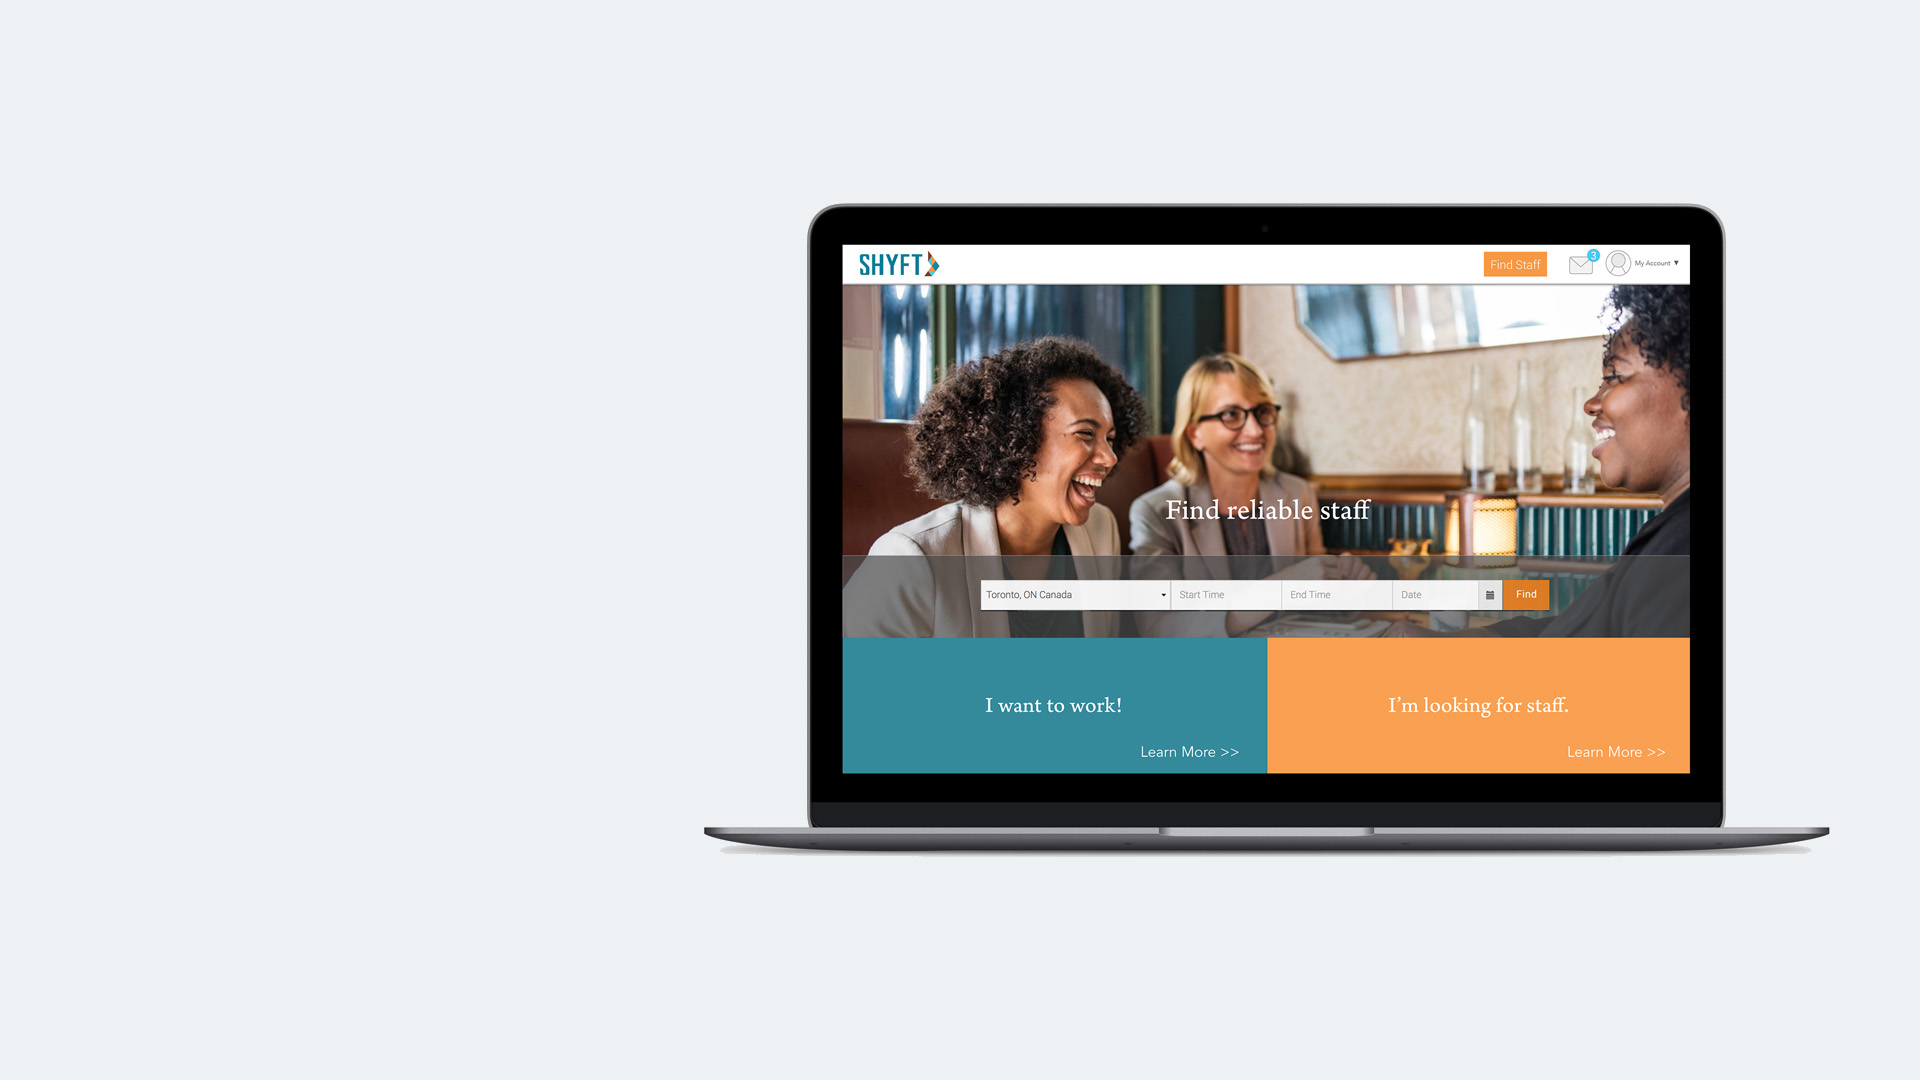 SHYFT
Find Staff
3
My Account ▼
Find reliable staff
Toronto, ON Canada
Start Time
End Time
Date
Find
I want to work!
Learn More >>
I’m looking for staff.
Learn More >>